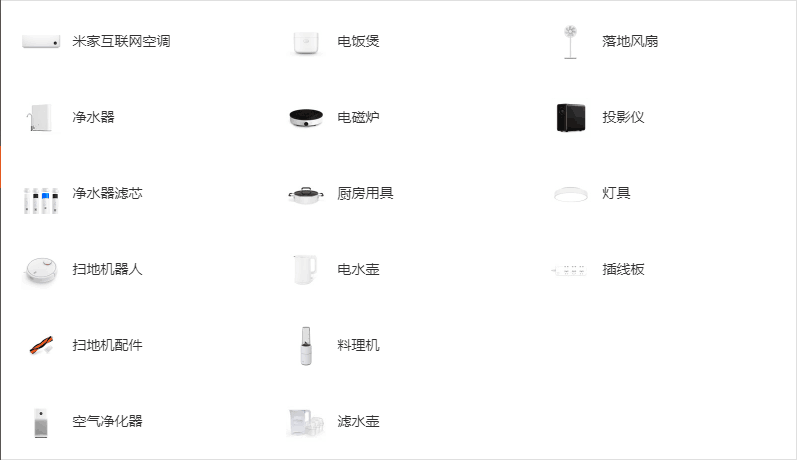 米家互联网空调
电饭煲
落地风扇
净水器
电磁炉
投影仪
净水器滤芯
厨房用具
灯具
扫地机器人
电水壶
插线板
扫地机配件
料理机
空气净化器
滤水壶